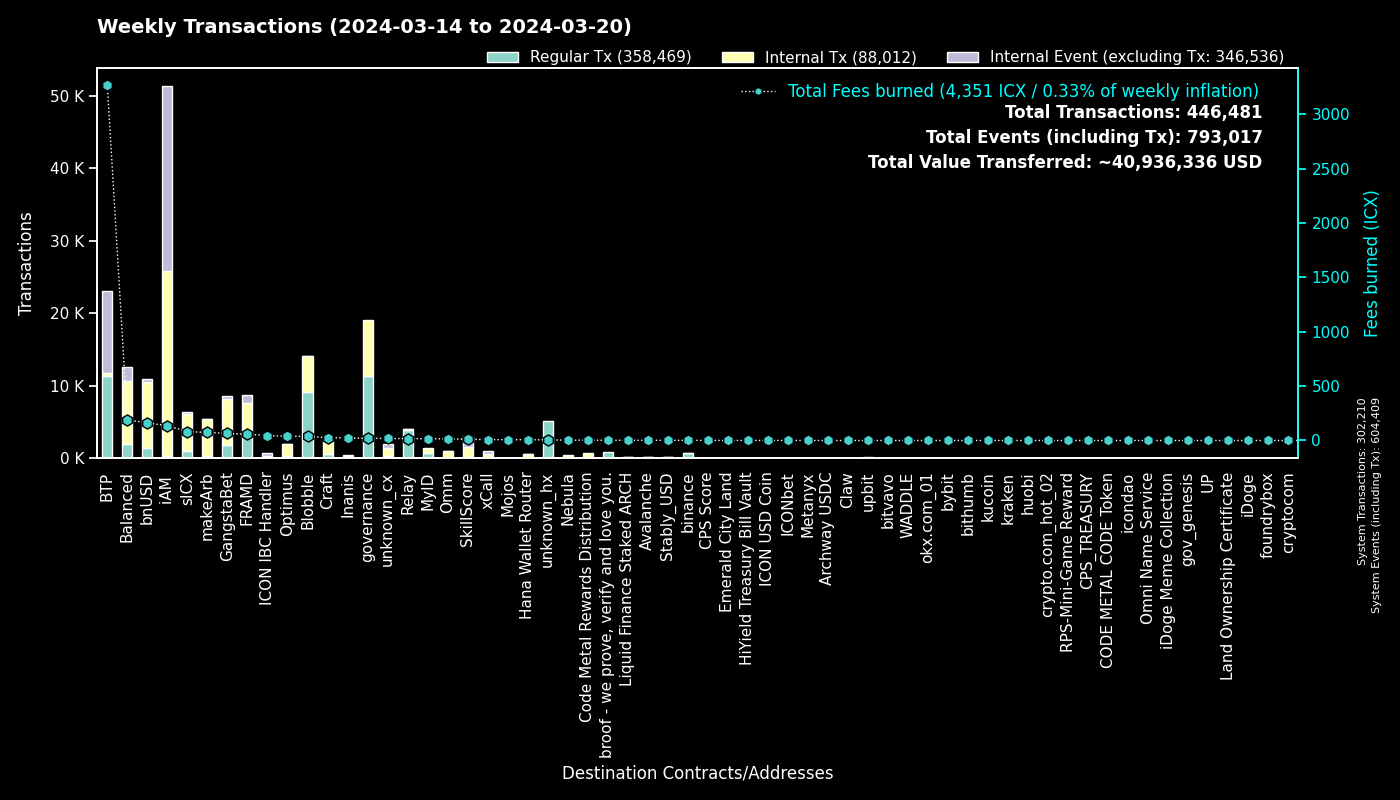 Weekly Transactions (2024-03-14 to 2024-03-20)
Regular Tx (358,469)
Internal Tx (88,012)
Internal Event (excluding Tx: 346,536)
Total Fees burned (4,351 ICX / 0.33% of weekly inflation)
Total Transactions: 446,481
Total Events (including Tx): 793,017
Total Value Transferred: ~40,936,336 USD
Transactions
50 K
40 K
30 K
20 K
10 K
0 K
3000
2500
2000
1500
1000
500
0
Fees burned (ICX)
System Transactions: 302,210
System Events (including Tx): 604,409
BTP
Balanced
bnUSD
iAM
sICX
makeArb
GangstaBet
FRAMD
ICON IBC Handler
Optimus
Blobble
Craft
Inanis
governance
unknown_cx
Relay
MyID
Omm
SkillScore
xCall
Mojos
Hana Wallet Router
unknown_hx
Nebula
Code Metal Rewards Distribution
broof - we prove, verify and love you.
Liquid Finance Staked ARCH
Avalanche
Stably_USD
binance
CPS Score
Emerald City Land
HiYield Treasury Bill Vault
ICON USD Coin
ICONbet
Metanyx
Archway USDC
Claw
upbit
bitvavo
WADDLE
okx.com_01
bybit
bithumb
kucoin
kraken
huobi
crypto.com_hot_02
RPS-Mini-Game Reward
CPS_TREASURY
CODE METAL CODE Token
icondao
Omni Name Service
iDoge Meme Collection
gov_genesis
UP
Land Ownership Certificate
iDoge
foundrybox
cryptocom
Destination Contracts/Addresses